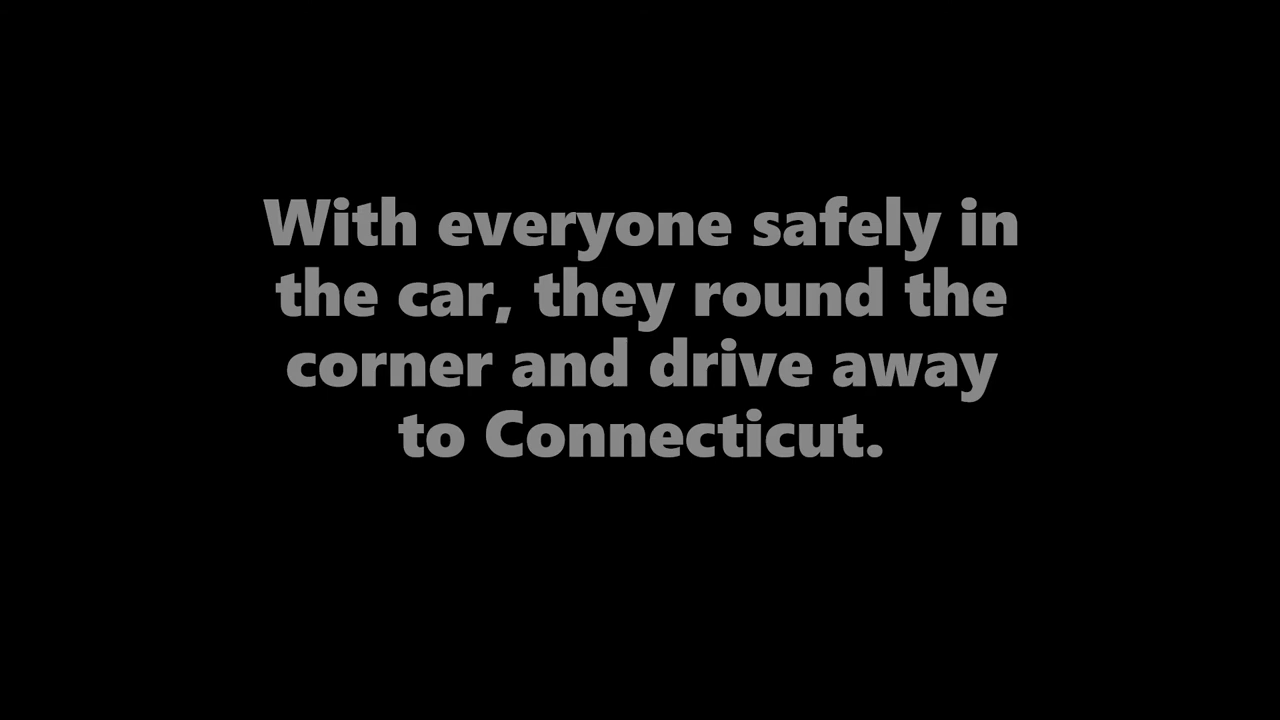 With everyone safely in
the car, they round the
corner and drive away
to Connecticut.